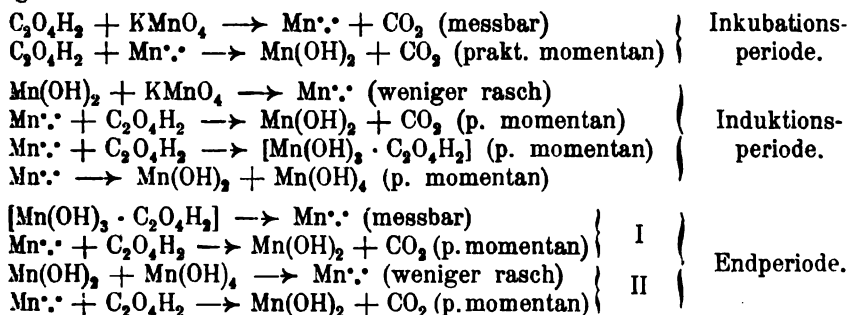 C₂O₄H₂ + KMnO₄ → Mn∵ + CO₂ (messbar)
C₂O₄H₂ + Mn∵ → Mn(OH)₂ + CO₂ (prakt. momentan)
Inkubations-
periode.
Mn(OH)₂ + KMnO₄ → Mn∵ (weniger rasch)
Mn∵ + C₂O₄H₂ → Mn(OH)₂ + CO₂ (p. momentan)
Mn∵ + C₂O₄H₂ → [Mn(OH)₃ · C₂O₄H₂] (p. momentan)
Mn∵ → Mn(OH)₂ + Mn(OH)₄ (p. momentan)
Induktions-
periode.
[Mn(OH)₃ · C₂O₄H₂] → Mn∵ (messbar)
Mn∵ + C₂O₄H₂ → Mn(OH)₂ + CO₂ (p. momentan)
I
Mn(OH)₂ + Mn(OH)₄ → Mn∵ (weniger rasch)
Mn∵ + C₂O₄H₂ → Mn(OH)₂ + CO₂ (p. momentan)
II
Endperiode.